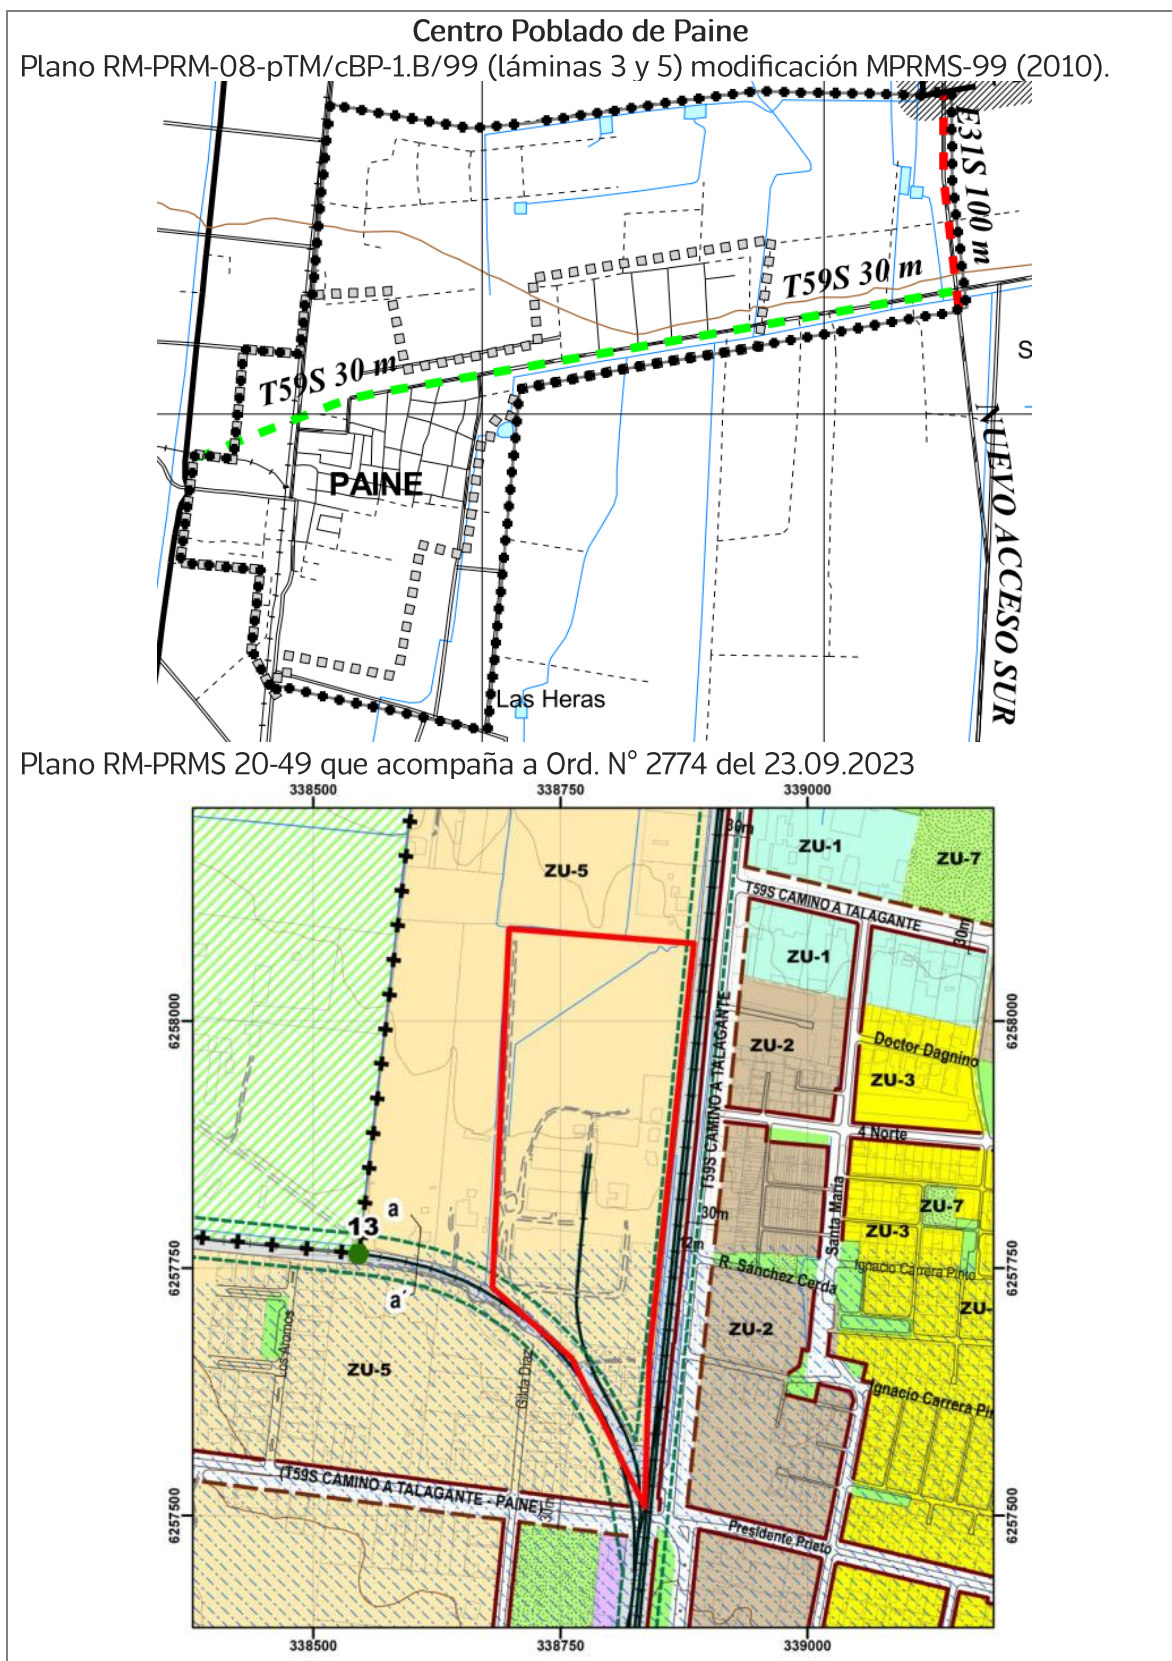 Centro Poblado de Paine
Plano RM-PRM-08-pTM/cBP-1.B/99 (láminas 3 y 5) modificación MPRMS-99 (2010).
E31S 100 m
T59S 30 m
S
T59S 30 m
PAINE
NUEVO ACCESO SUR
Las Heras
Plano RM-PRMS 20-49 que acompaña a Ord. N° 2774 del 23.09.2023
338500 338750 339000
30m
ZU-1
ZU-7
ZU-5
T59S CAMINO A TALAGANTE
30m
ZU-1
6258000
6258000
T59S CAMINO A TALAGANTE
ZU-2
Doctor Dagnino
ZU-3
4 Norte
Santa María
ZU-7
a
13
30m
ZU-3
12m
6257750
6257750
R. Sánchez Cerda
Ignacio Carrera Pinto
a´
ZU-
Los Aromos
ZU-2
ZU-5
Gilda Díaz
Ignacio Carrera Pin
(T59S CAMINO A TALAGANTE - PAINE)
30m
6257500
6257500
Presidente Prieto
338500 338750 339000